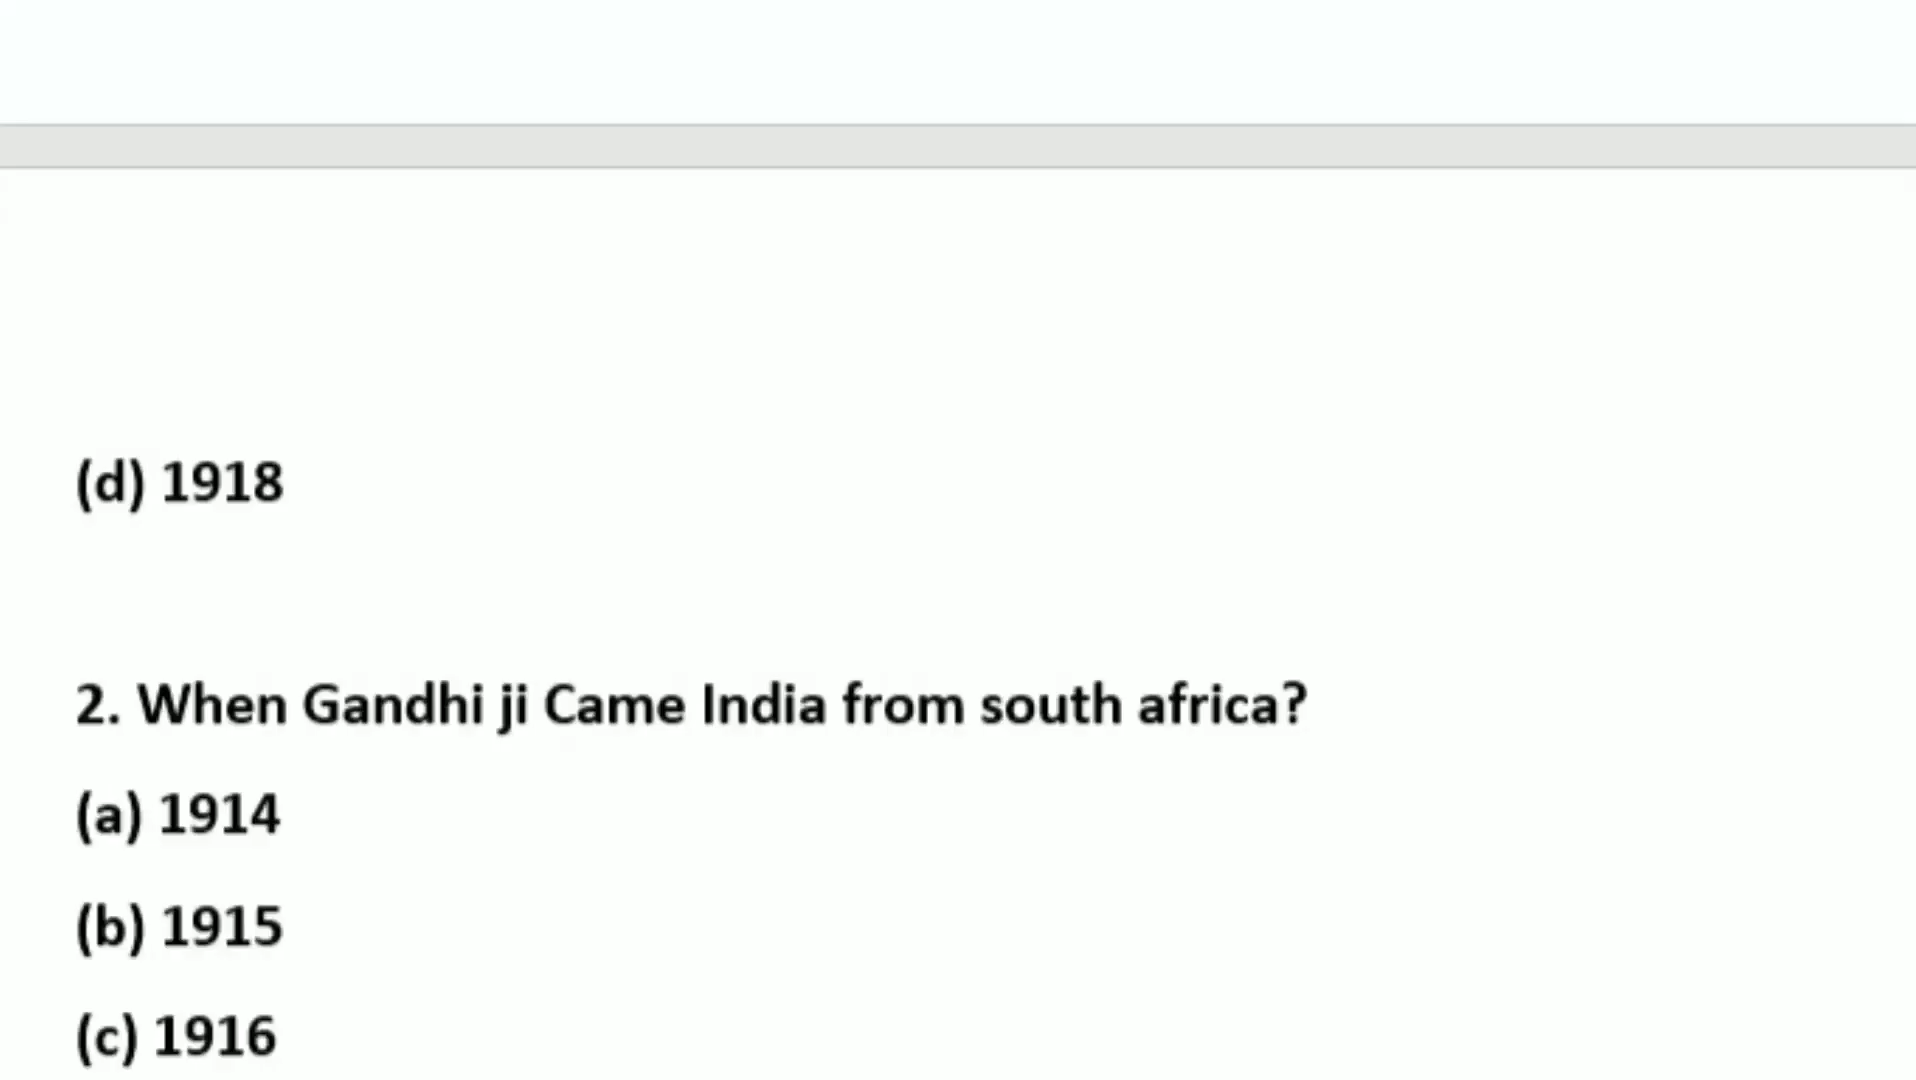 (d) 1918
2. When Gandhi ji Came India from south africa?
(a) 1914
(b) 1915
(c) 1916